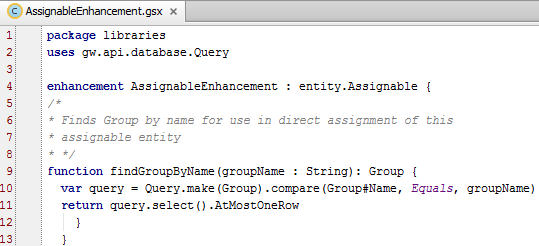 AssignableEnhancement.gsx ×
1 package libraries
2 uses gw.api.database.Query
3
4 enhancement AssignableEnhancement : entity.Assignable {
5 /*
6 * Finds Group by name for use in direct assignment of this
7 * assignable entity
8 * */
9 function findGroupByName(groupName : String): Group {
10 var query = Query.make(Group).compare(Group#Name, Equals, groupName)
11 return query.select().AtMostOneRow
12 }
13 }